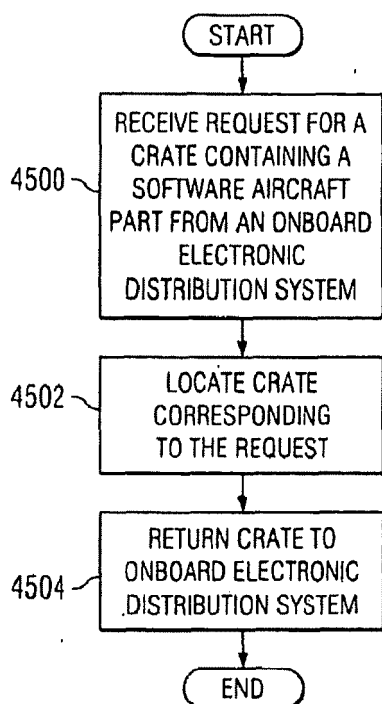 START
4500
RECEIVE REQUEST FOR A
CRATE CONTAINING A
SOFTWARE AIRCRAFT
PART FROM AN ONBOARD
ELECTRONIC
DISTRIBUTION SYSTEM
4502
LOCATE CRATE
CORRESPONDING
TO THE REQUEST
4504
RETURN CRATE TO
ONBOARD ELECTRONIC
DISTRIBUTION SYSTEM
END